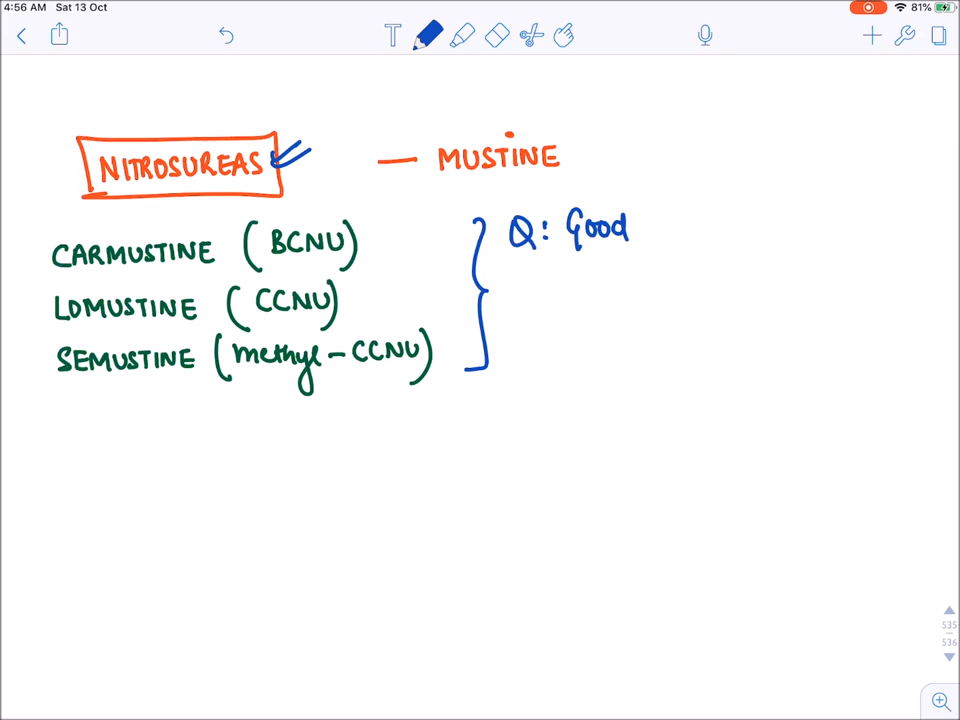 4:56 AM Sat 13 Oct 81%
T
NITROSUREAS — MUSTINE
CARMUSTINE (BCNU) Q: Good
LOMUSTINE (CCNU)
SEMUSTINE (methyl-CCNU)
535
536